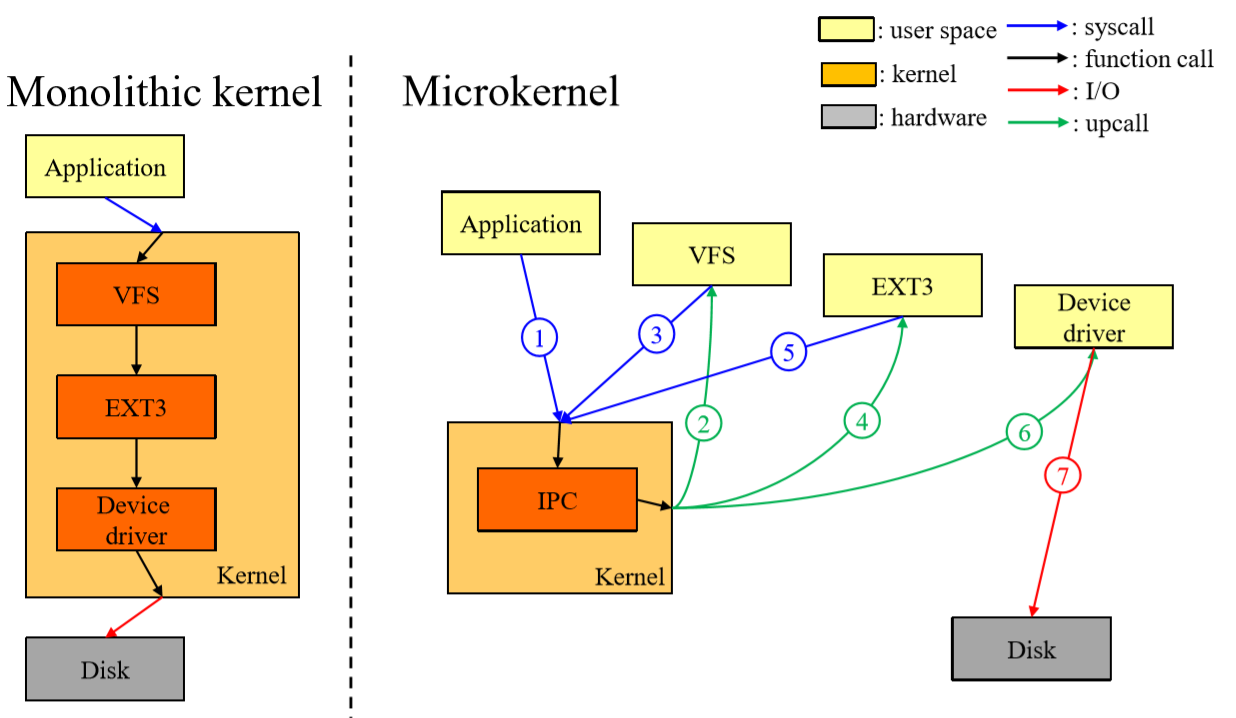 : user space
: syscall
: kernel
: function call
: hardware
: I/O
: upcall
Monolithic kernel
Application
VFS
EXT3
Device
driver
Kernel
Disk
Microkernel
Application
VFS
EXT3
Device
driver
1
3
5
2
4
6
7
IPC
Kernel
Disk